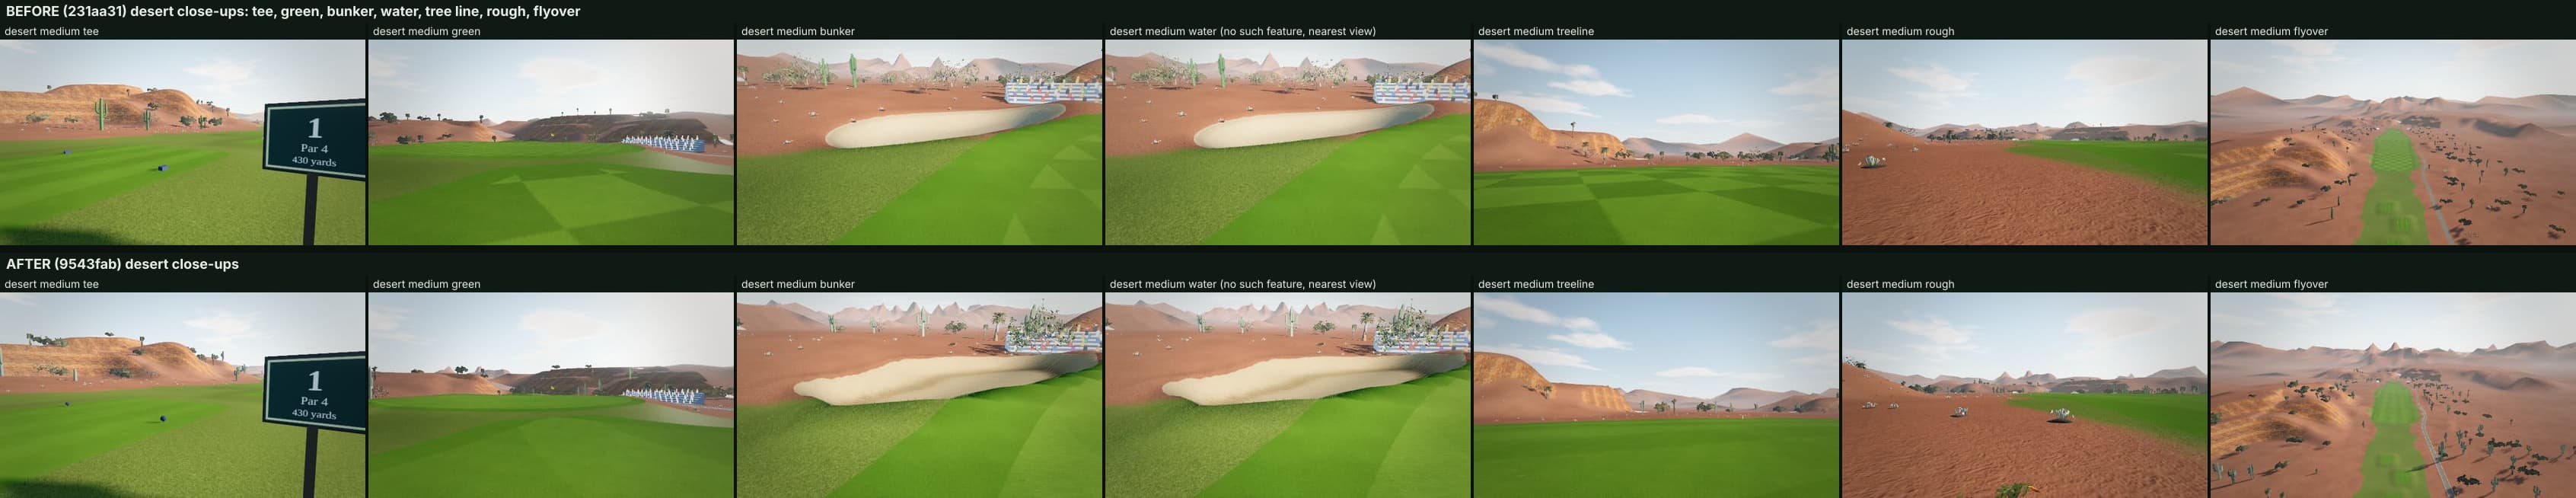 BEFORE (231aa31) desert close-ups: tee, green, bunker, water, tree line, rough, flyover
desert medium tee
desert medium green
desert medium bunker
desert medium water (no such feature, nearest view)
desert medium treeline
desert medium rough
desert medium flyover
1
Par 4
430 yards
AFTER (9543fab) desert close-ups
desert medium tee
desert medium green
desert medium bunker
desert medium water (no such feature, nearest view)
desert medium treeline
desert medium rough
desert medium flyover
1
Par 4
430 yards